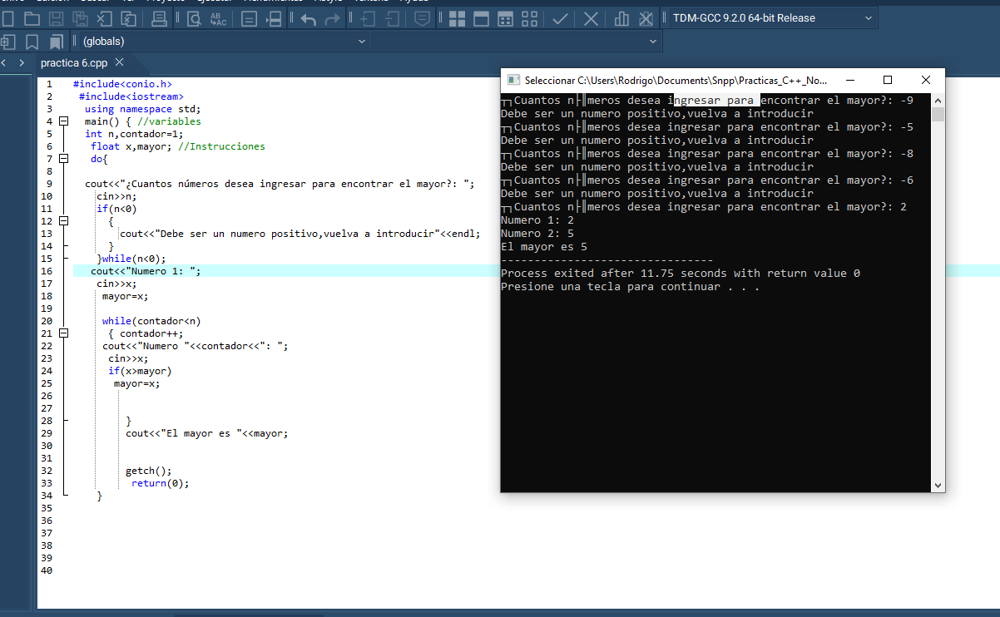 TDM-GCC 9.2.0 64-bit Release
(globals)
practica 6.cpp
1 #include<conio.h>
2 #include<iostream>
3 using namespace std;
4 main() { //variables
5 int n,contador=1;
6 float x,mayor; //Instrucciones
7 do{
8
9 cout<<"¿Cuantos números desea ingresar para encontrar el mayor?: ";
10 cin>>n;
11 if(n<0)
12 {
13 cout<<"Debe ser un numero positivo,vuelva a introducir"<<endl;
14 }
15 }while(n<0);
16 cout<<"Numero 1: ";
17 cin>>x;
18 mayor=x;
19
20 while(contador<n)
21 { contador++;
22 cout<<"Numero "<<contador<<": ";
23 cin>>x;
24 if(x>mayor)
25 mayor=x;
26
27
28 }
29 cout<<"El mayor es "<<mayor;
30
31
32 getch();
33 return(0);
34 }
35
36
37
38
39
40
Seleccionar C:\Users\Rodrigo\Documents\Snpp\Practicas_C++_No...
┬┐Cuantos n├║meros desea ingresar para encontrar el mayor?: -9
Debe ser un numero positivo,vuelva a introducir
┬┐Cuantos n├║meros desea ingresar para encontrar el mayor?: -5
Debe ser un numero positivo,vuelva a introducir
┬┐Cuantos n├║meros desea ingresar para encontrar el mayor?: -8
Debe ser un numero positivo,vuelva a introducir
┬┐Cuantos n├║meros desea ingresar para encontrar el mayor?: -6
Debe ser un numero positivo,vuelva a introducir
┬┐Cuantos n├║meros desea ingresar para encontrar el mayor?: 2
Numero 1: 2
Numero 2: 5
El mayor es 5
--------------------------------
Process exited after 11.75 seconds with return value 0
Presione una tecla para continuar . . .